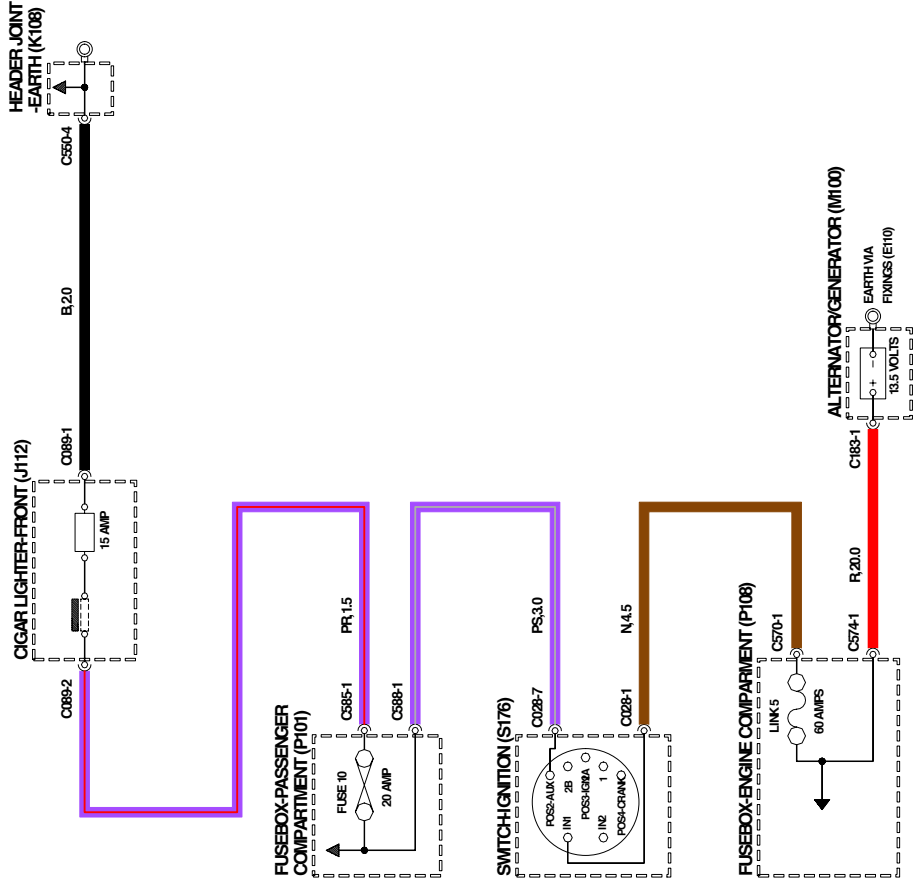 HEADER JOINT
-EARTH (K108)
C550-4
B,2.0
C089-1
CIGAR LIGHTER-FRONT (J112)
15 AMP
C089-2
PR,1.5
C585-1
FUSEBOX-PASSENGER
COMPARTMENT (P101)
FUSE 10
20 AMP
C588-1
PS,3.0
C028-7
SWITCH-IGNITION (S176)
POS2-AUX
IN1
2B
POS3-IGN2A
IN2
1
POS4-CRANK
C028-1
N,4.5
C570-1
FUSEBOX-ENGINE COMPARMENT (P108)
LINK 5
60 AMPS
C574-1
R,20.0
C183-1
ALTERNATOR/GENERATOR (M100)
+ -
13.5 VOLTS
EARTH VIA
FIXINGS (E110)